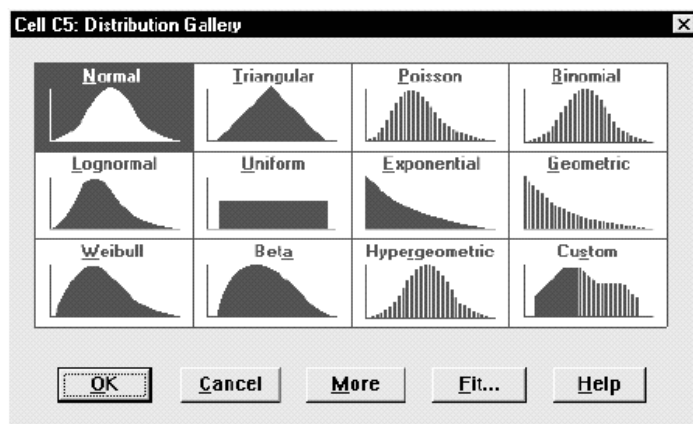 Cell C5: Distribution Gallery
Normal Triangular Poisson Binomial
Lognormal Uniform Exponential Geometric
Weibull Beta Hypergeometric Custom
OK Cancel More Fit... Help